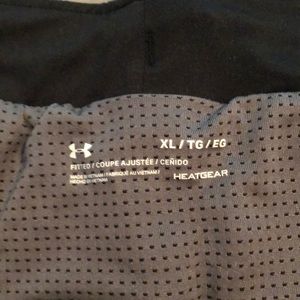 XL / TG / EG
FITTED / COUPE AJUSTÉE / CEÑIDO
MADE IN VIETNAM / FABRIQUÉ AU VIETNAM /
HECHO EN VIETNAM
HEATGEAR